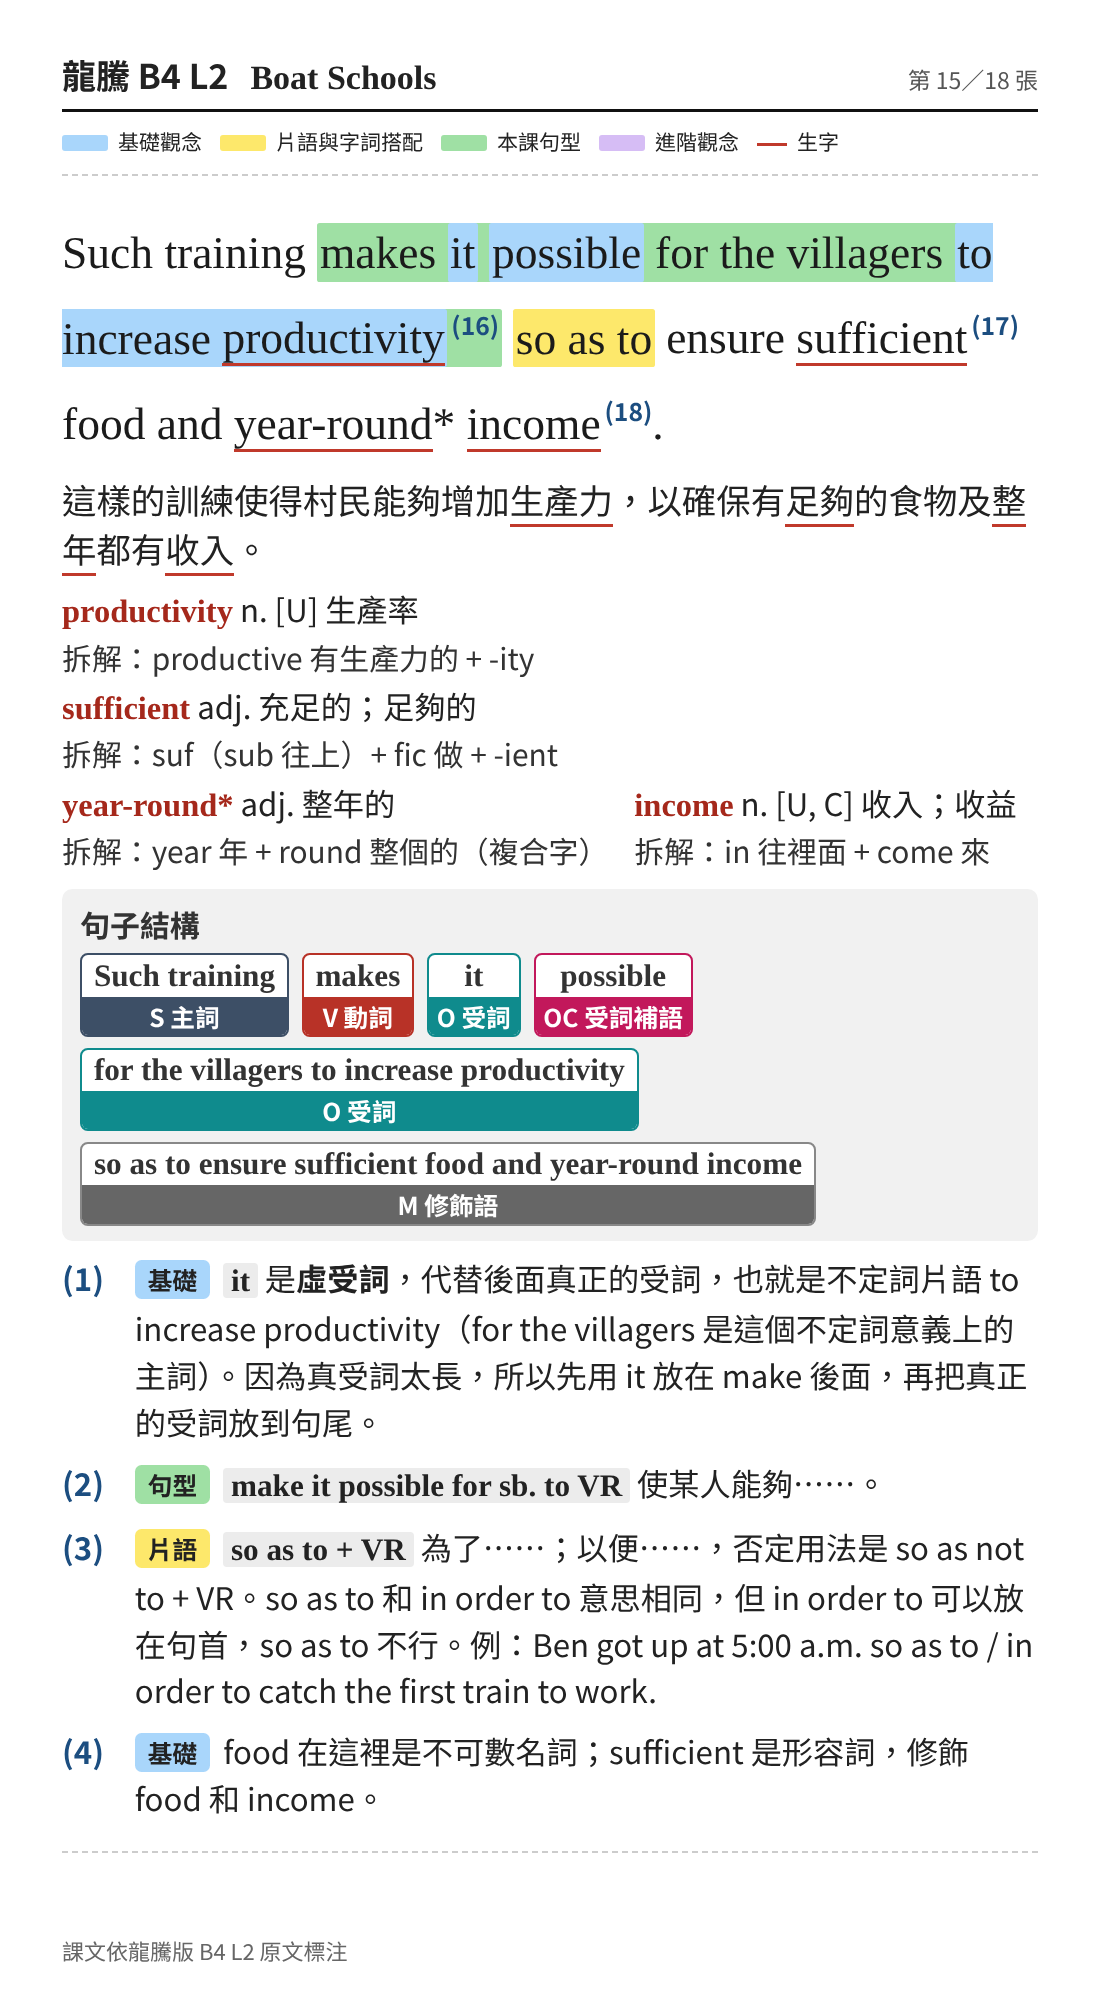 龍騰 B4 L2 Boat Schools
第 15／18 張
基礎觀念 片語與字詞搭配 本課句型 進階觀念 生字
Such training makes it possible for the villagers to
increase productivity(16) so as to ensure sufficient(17)
food and year-round* income(18).
這樣的訓練使得村民能夠增加生產力，以確保有足夠的食物及整
年都有收入。
productivity n. [U] 生產率
拆解：productive 有生產力的 + -ity
sufficient adj. 充足的；足夠的
拆解：suf（sub 往上）+ fic 做 + -ient
year-round* adj. 整年的 income n. [U, C] 收入；收益
拆解：year 年 + round 整個的（複合字） 拆解：in 往裡面 + come 來
句子結構
Such training makes it possible
S 主詞 V 動詞 O 受詞 OC 受詞補語
for the villagers to increase productivity
O 受詞
so as to ensure sufficient food and year-round income
M 修飾語
(1) 基礎 it 是虛受詞，代替後面真正的受詞，也就是不定詞片語 to
increase productivity（for the villagers 是這個不定詞意義上的
主詞）。因為真受詞太長，所以先用 it 放在 make 後面，再把真正
的受詞放到句尾。
(2) 句型 make it possible for sb. to VR 使某人能夠……。
(3) 片語 so as to + VR 為了……；以便……，否定用法是 so as not
to + VR。so as to 和 in order to 意思相同，但 in order to 可以放
在句首，so as to 不行。例：Ben got up at 5:00 a.m. so as to / in
order to catch the first train to work.
(4) 基礎 food 在這裡是不可數名詞；sufficient 是形容詞，修飾
food 和 income。
課文依龍騰版 B4 L2 原文標注